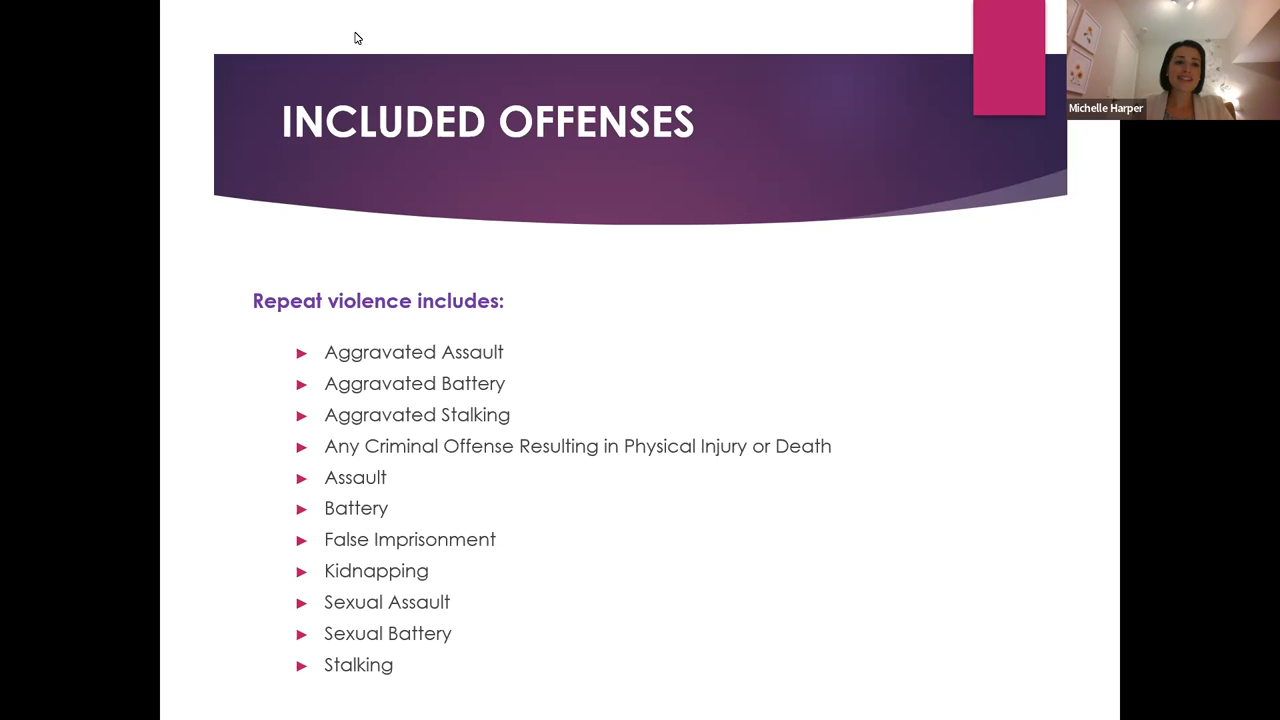 INCLUDED OFFENSES
Michelle Harper
Repeat violence includes:
Aggravated Assault
Aggravated Battery
Aggravated Stalking
Any Criminal Offense Resulting in Physical Injury or Death
Assault
Battery
False Imprisonment
Kidnapping
Sexual Assault
Sexual Battery
Stalking